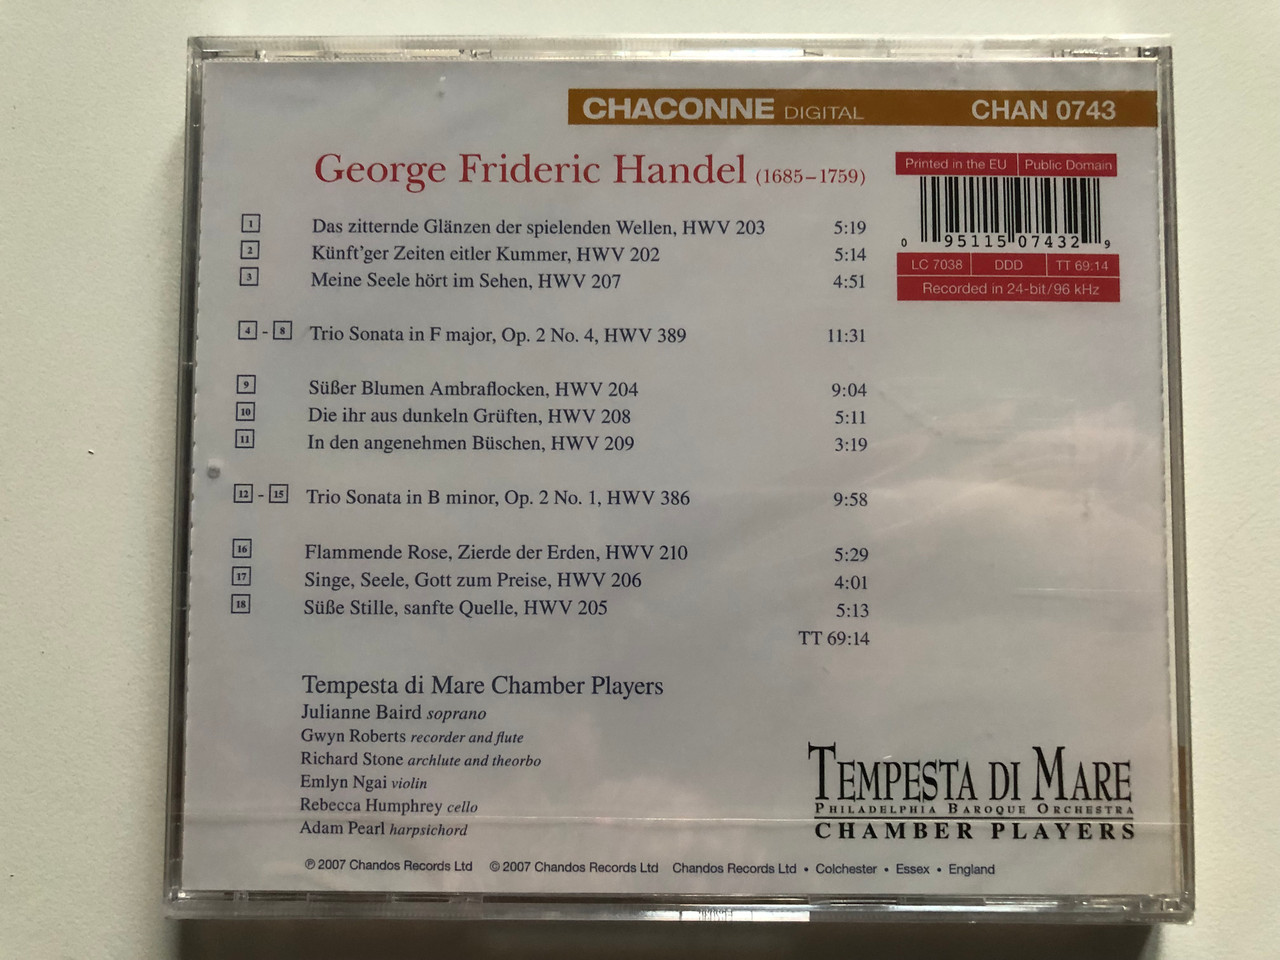 CHACONNE DIGITAL CHAN 0743
George Frideric Handel (1685–1759)
Printed in the EU Public Domain
0 95115 07432 9
LC 7038 DDD TT 69:14
Recorded in 24-bit/96 kHz
1 Das zitternde Glänzen der spielenden Wellen, HWV 203 5:19
2 Künft'ger Zeiten eitler Kummer, HWV 202 5:14
3 Meine Seele hört im Sehen, HWV 207 4:51
4 - 8 Trio Sonata in F major, Op. 2 No. 4, HWV 389 11:31
9 Süßer Blumen Ambraflocken, HWV 204 9:04
10 Die ihr aus dunkeln Grüften, HWV 208 5:11
11 In den angenehmen Büschen, HWV 209 3:19
12 - 15 Trio Sonata in B minor, Op. 2 No. 1, HWV 386 9:58
16 Flammende Rose, Zierde der Erden, HWV 210 5:29
17 Singe, Seele, Gott zum Preise, HWV 206 4:01
18 Süße Stille, sanfte Quelle, HWV 205 5:13
TT 69:14
Tempesta di Mare Chamber Players
Julianne Baird soprano
Gwyn Roberts recorder and flute
Richard Stone archlute and theorbo
Emlyn Ngai violin
Rebecca Humphrey cello
Adam Pearl harpsichord
TEMPESTA DI MARE
PHILADELPHIA BAROQUE ORCHESTRA
CHAMBER PLAYERS
℗ 2007 Chandos Records Ltd © 2007 Chandos Records Ltd Chandos Records Ltd • Colchester • Essex • England